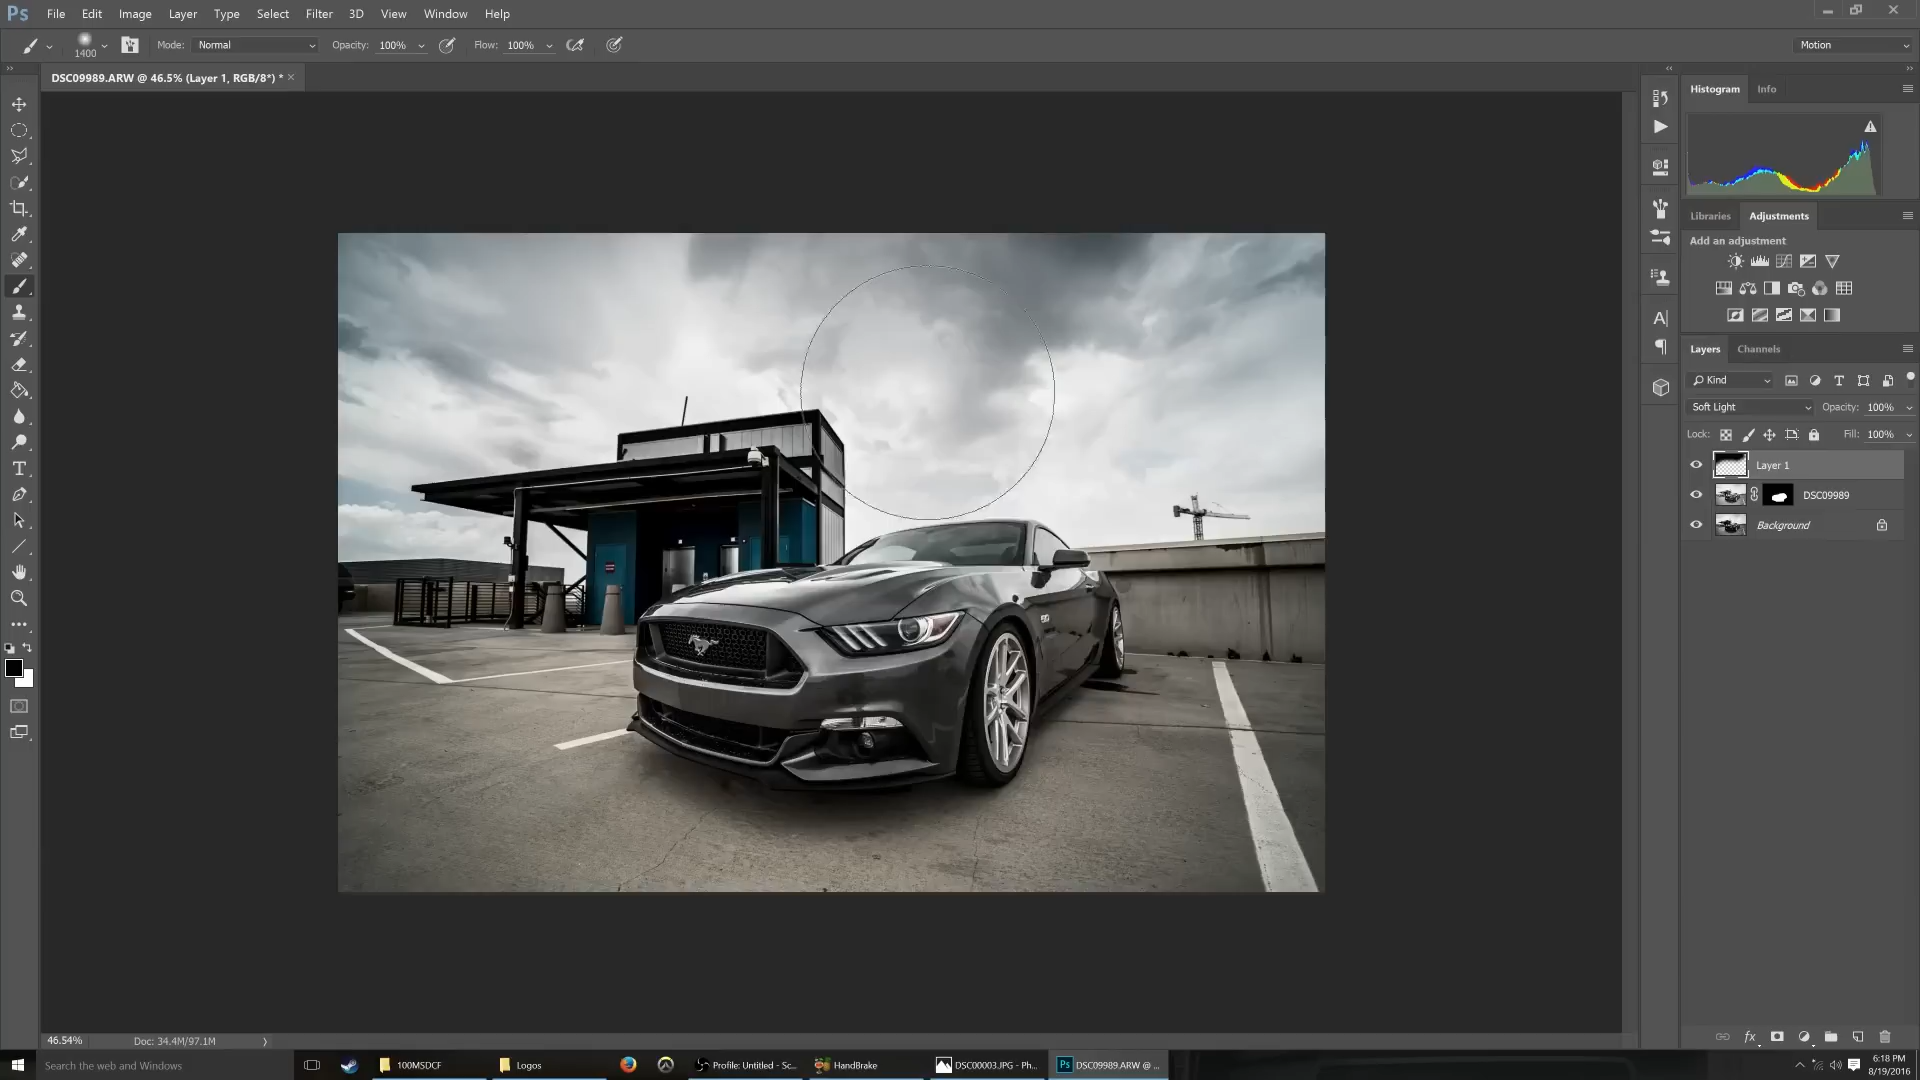 Ps File Edit Image Layer Type Select Filter 3D View Window Help
1400 Mode: Normal Opacity: 100% Flow: 100% Motion
DSC09989.ARW @ 46.5% (Layer 1, RGB/8*) * ×
Histogram Info
Libraries Adjustments
Add an adjustment
Layers Channels
Kind
Soft Light Opacity: 100%
Lock: Fill: 100%
Layer 1
DSC09989
Background
5.0
46.54% Doc: 34.4M/97.1M
fx
Search the web and Windows 100MSDCF Logos Profile: Untitled - Sc... HandBrake DSC00003.JPG - Ph... Ps DSC09989.ARW @ ... 6:18 PM
8/19/2016